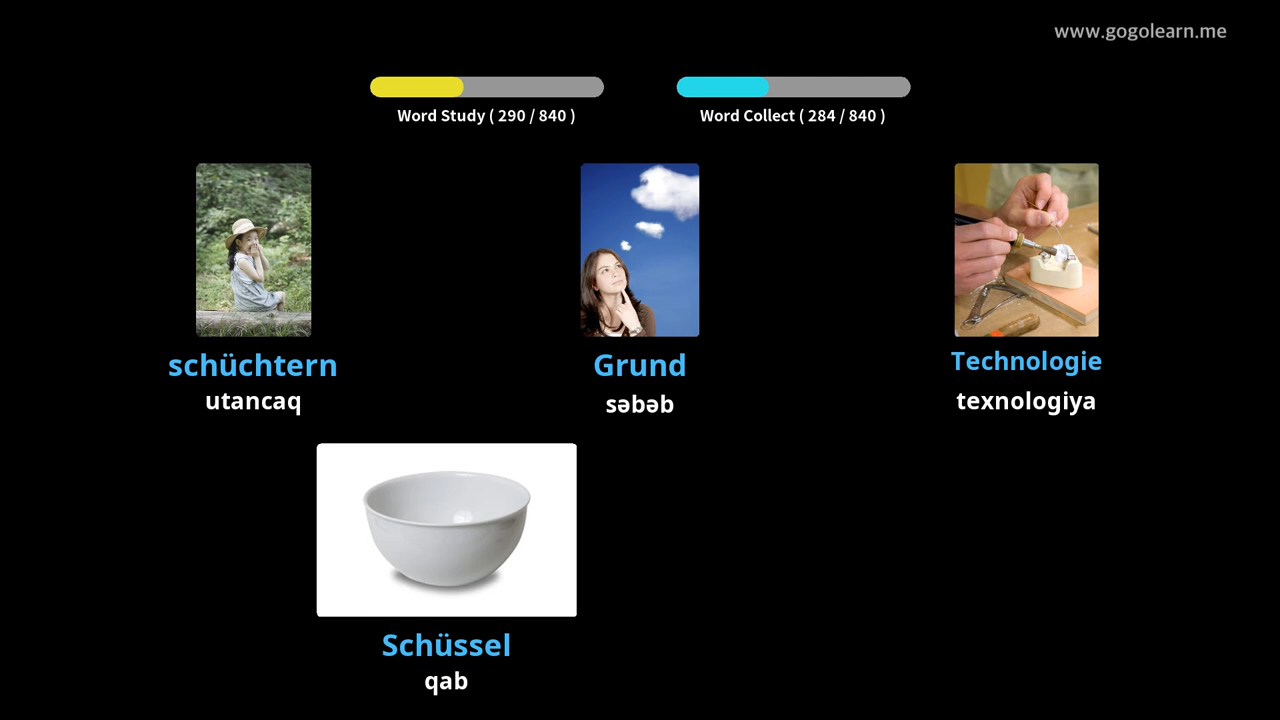 www.gogolearn.me
Word Study ( 290 / 840 )
Word Collect ( 284 / 840 )
schüchtern
utancaq
Grund
səbəb
Technologie
texnologiya
Schüssel
qab